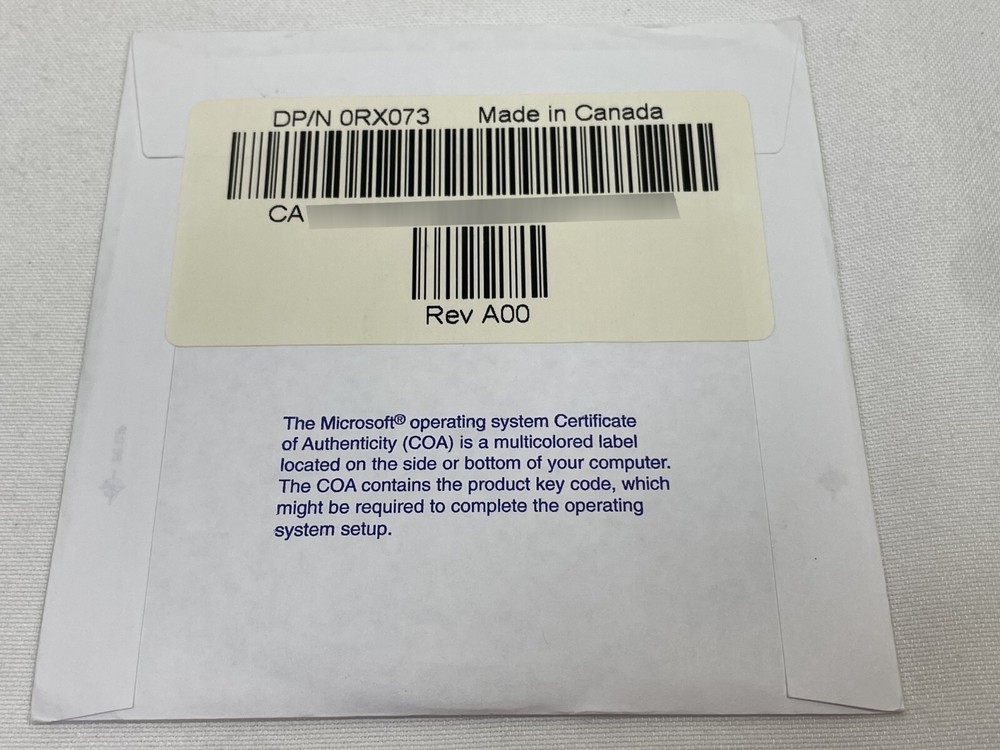 DP/N 0RX073 Made in Canada
CA
Rev A00
The Microsoft® operating system Certificate
of Authenticity (COA) is a multicolored label
located on the side or bottom of your computer.
The COA contains the product key code, which
might be required to complete the operating
system setup.